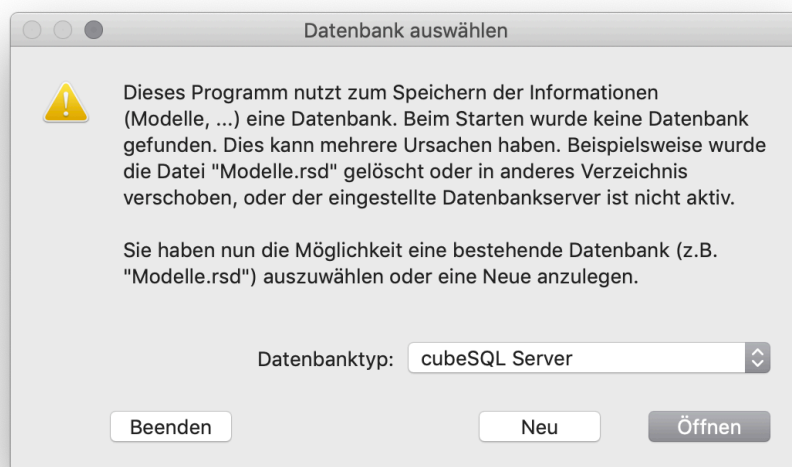 Datenbank auswählen
Dieses Programm nutzt zum Speichern der Informationen
(Modelle, ...) eine Datenbank. Beim Starten wurde keine Datenbank
gefunden. Dies kann mehrere Ursachen haben. Beispielsweise wurde
die Datei "Modelle.rsd" gelöscht oder in anderes Verzeichnis
verschoben, oder der eingestellte Datenbankserver ist nicht aktiv.
Sie haben nun die Möglichkeit eine bestehende Datenbank (z.B.
"Modelle.rsd") auszuwählen oder eine Neue anzulegen.
Datenbanktyp: cubeSQL Server
Beenden Neu Öffnen